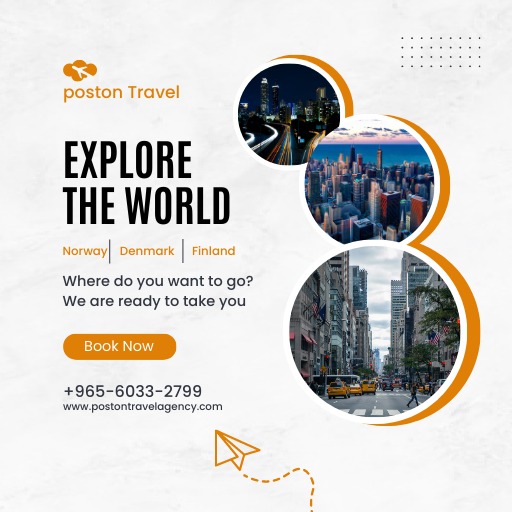 poston Travel
EXPLORE
THE WORLD
Norway Denmark Finland
Where do you want to go?
We are ready to take you
Book Now
+965-6033-2799
www.postontravelagency.com